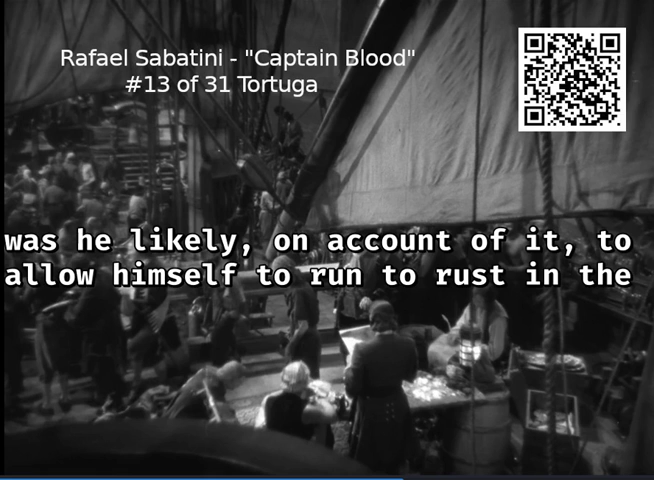 Rafael Sabatini - "Captain Blood"
#13 of 31 Tortuga
was he likely, on account of it, to
allow himself to run to rust in the